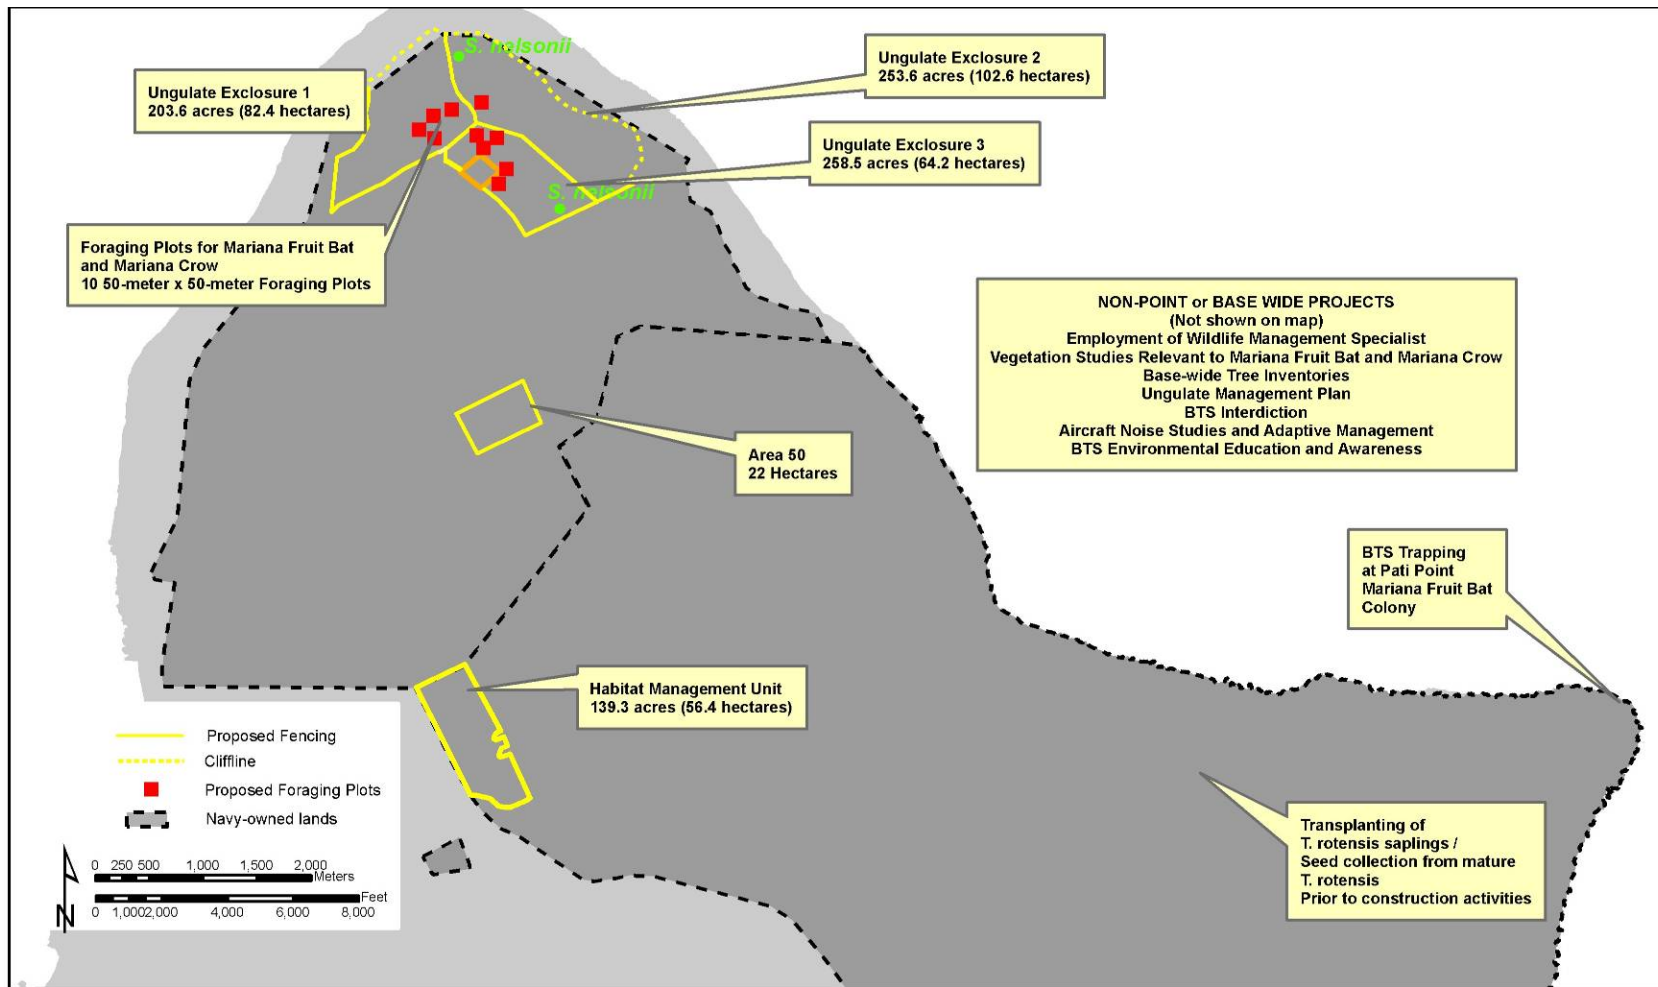 S. nelsonii
Ungulate Exclosure 2
253.6 acres (102.6 hectares)
Ungulate Exclosure 1
203.6 acres (82.4 hectares)
Ungulate Exclosure 3
258.5 acres (64.2 hectares)
S. nelsonii
Foraging Plots for Mariana Fruit Bat
and Mariana Crow
10 50-meter x 50-meter Foraging Plots
NON-POINT or BASE WIDE PROJECTS
(Not shown on map)
Employment of Wildlife Management Specialist
Vegetation Studies Relevant to Mariana Fruit Bat and Mariana Crow
Base-wide Tree Inventories
Ungulate Management Plan
BTS Interdiction
Aircraft Noise Studies and Adaptive Management
BTS Environmental Education and Awareness
Area 50
22 Hectares
BTS Trapping
at Pati Point
Mariana Fruit Bat
Colony
Habitat Management Unit
139.3 acres (56.4 hectares)
Proposed Fencing
Cliffline
Proposed Foraging Plots
Navy-owned lands
Transplanting of
T. rotensis saplings /
Seed collection from mature
T. rotensis
Prior to construction activities
0 250 500 1,000 1,500 2,000
Meters
Feet
0 1,000 2,000 4,000 6,000 8,000
N